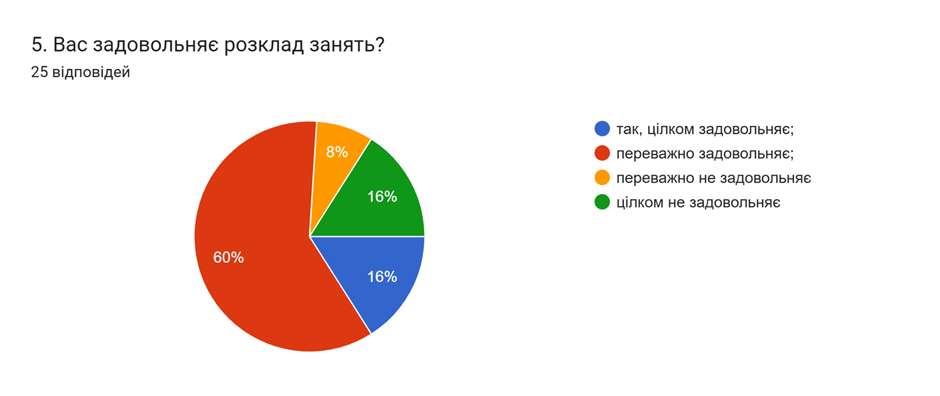 5. Вас задовольняє розклад занять?
25 відповідей
8%
16%
60%
16%
так, цілком задовольняє;
переважно задовольняє;
переважно не задовольняє
цілком не задовольняє